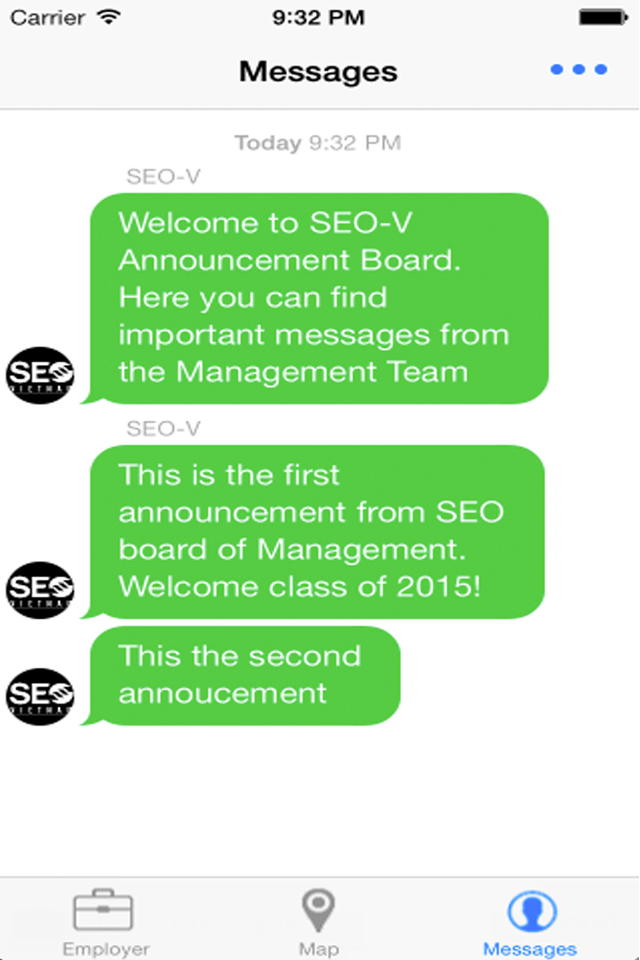 Carrier 9:32 PM
Messages
Today 9:32 PM
SEO-V
Welcome to SEO-V
Announcement Board.
Here you can find
important messages from
the Management Team
SEO
VIETNAM
SEO-V
This is the first
announcement from SEO
board of Management.
Welcome class of 2015!
SEO
VIETNAM
This the second
annoucement
SEO
VIETNAM
Employer Map Messages